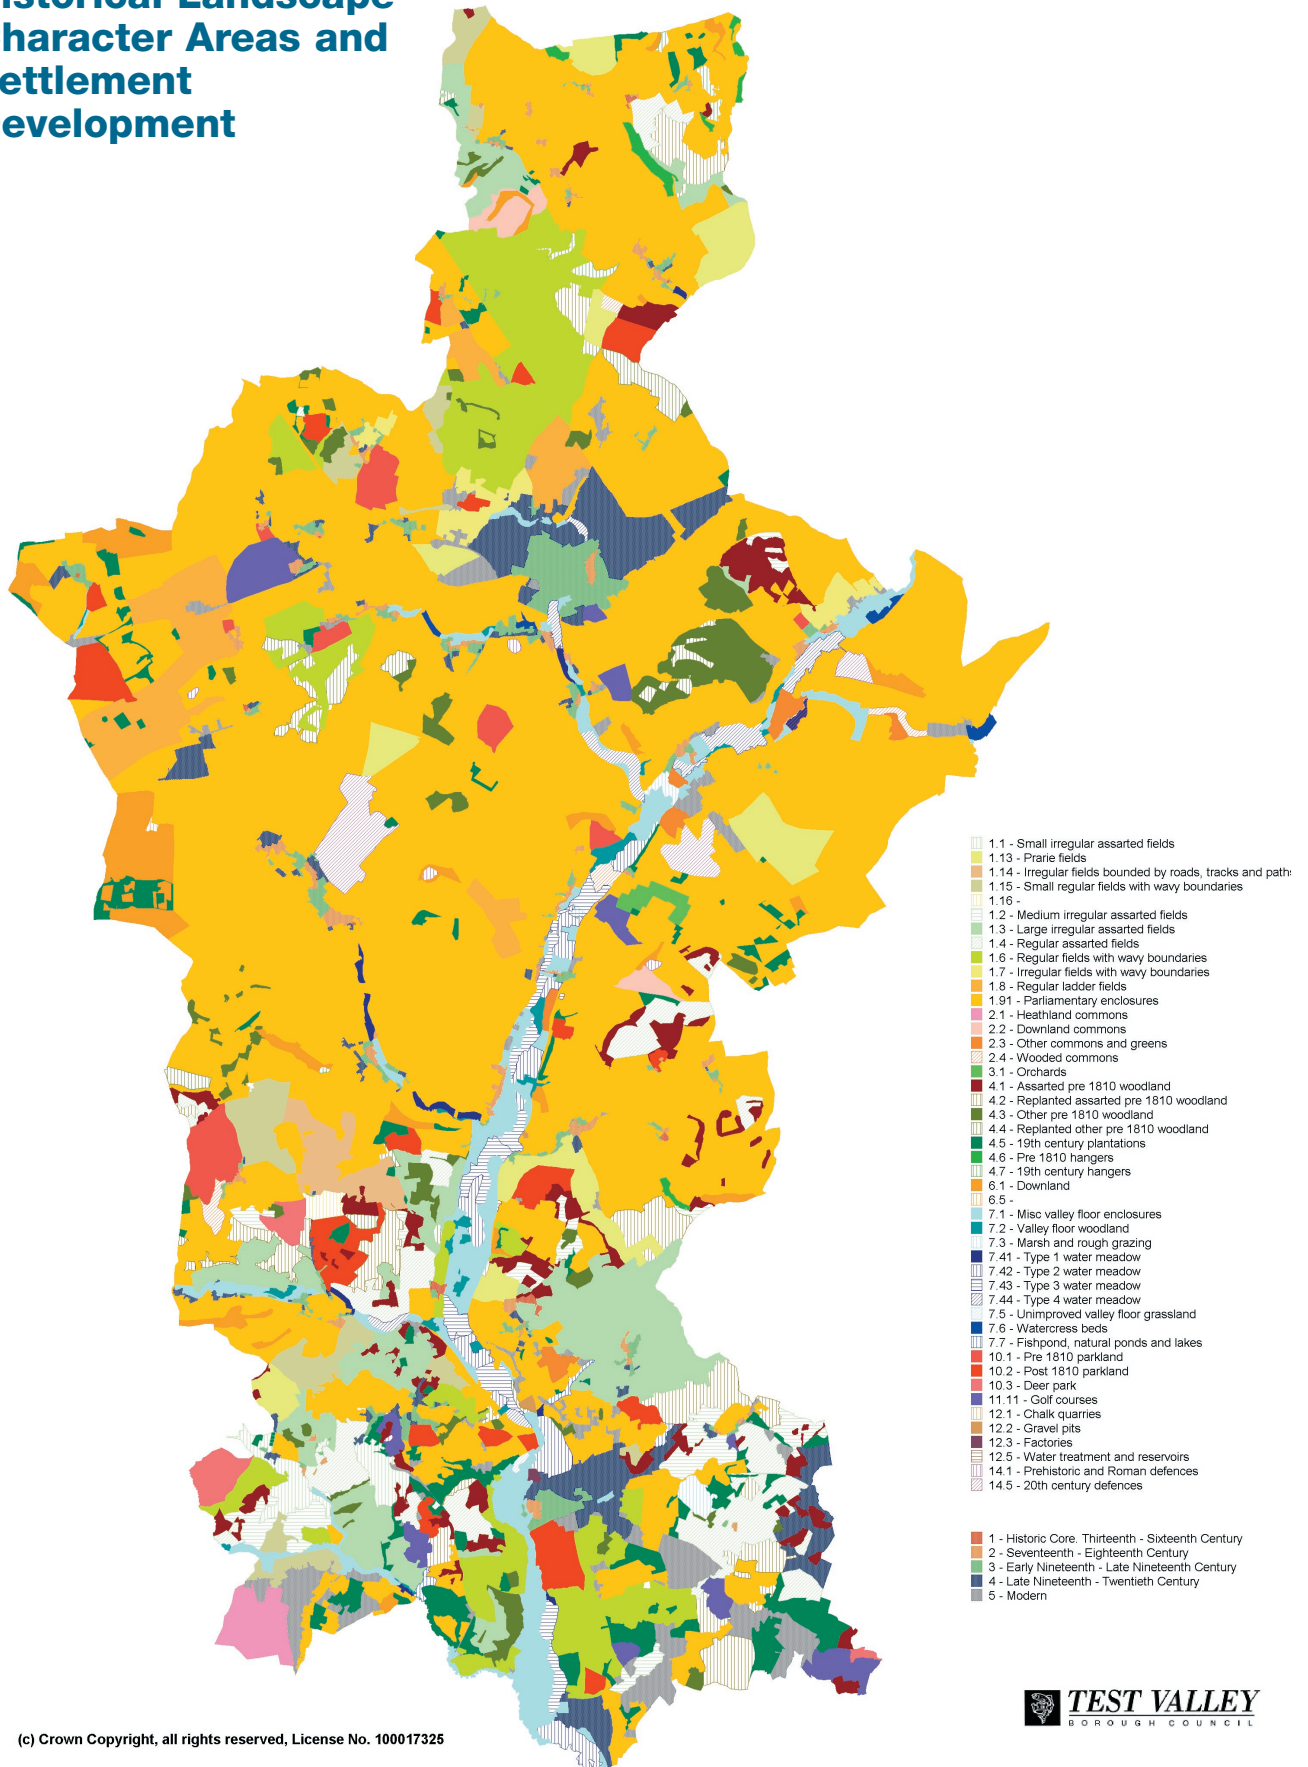 istorical Landscape
haracter Areas and
ettlement
evelopment
1.1 - Small irregular assarted fields
1.13 - Prarie fields
1.14 - Irregular fields bounded by roads, tracks and paths
1.15 - Small regular fields with wavy boundaries
1.16 -
1.2 - Medium irregular assarted fields
1.3 - Large irregular assarted fields
1.4 - Regular assarted fields
1.6 - Regular fields with wavy boundaries
1.7 - Irregular fields with wavy boundaries
1.8 - Regular ladder fields
1.91 - Parliamentary enclosures
2.1 - Heathland commons
2.2 - Downland commons
2.3 - Other commons and greens
2.4 - Wooded commons
3.1 - Orchards
4.1 - Assarted pre 1810 woodland
4.2 - Replanted assarted pre 1810 woodland
4.3 - Other pre 1810 woodland
4.4 - Replanted other pre 1810 woodland
4.5 - 19th century plantations
4.6 - Pre 1810 hangers
4.7 - 19th century hangers
6.1 - Downland
6.5 -
7.1 - Misc valley floor enclosures
7.2 - Valley floor woodland
7.3 - Marsh and rough grazing
7.41 - Type 1 water meadow
7.42 - Type 2 water meadow
7.43 - Type 3 water meadow
7.44 - Type 4 water meadow
7.5 - Unimproved valley floor grassland
7.6 - Watercress beds
7.7 - Fishpond, natural ponds and lakes
10.1 - Pre 1810 parkland
10.2 - Post 1810 parkland
10.3 - Deer park
11.11 - Golf courses
12.1 - Chalk quarries
12.2 - Gravel pits
12.3 - Factories
12.5 - Water treatment and reservoirs
14.1 - Prehistoric and Roman defences
14.5 - 20th century defences
1 - Historic Core. Thirteenth - Sixteenth Century
2 - Seventeenth - Eighteenth Century
3 - Early Nineteenth - Late Nineteenth Century
4 - Late Nineteenth - Twentieth Century
5 - Modern
TEST VALLEY
BOROUGH COUNCIL
(c) Crown Copyright, all rights reserved, License No. 100017325